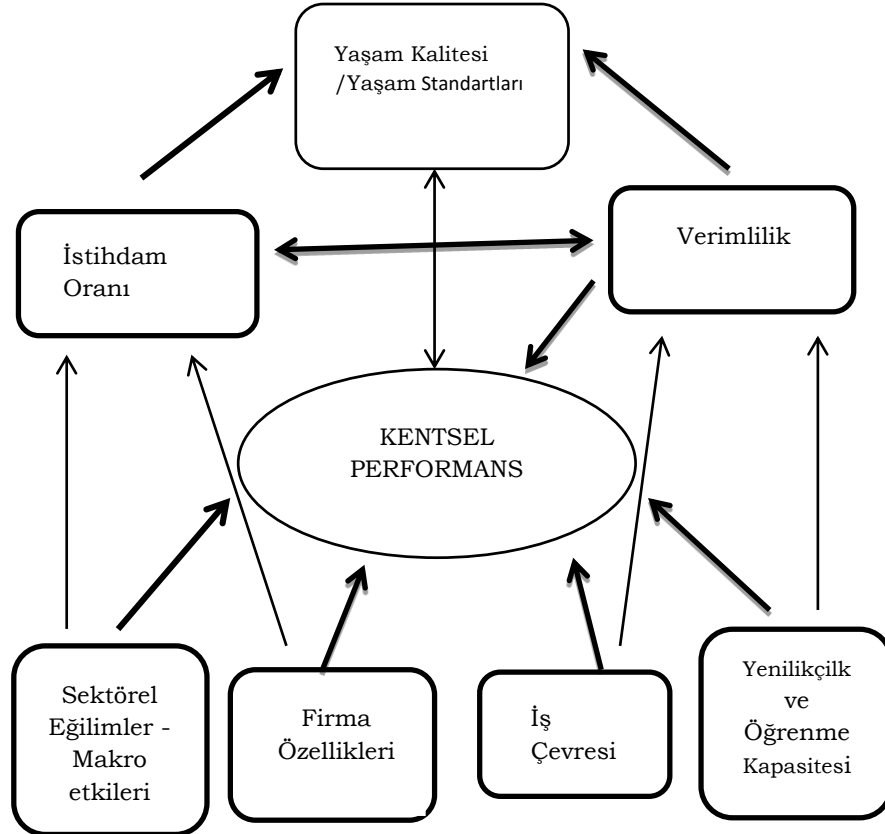 Yaşam Kalitesi
/Yaşam Standartları
İstihdam
Oranı
Verimlilik
KENTSEL
PERFORMANS
Sektörel
Eğilimler -
Makro
etkileri
Firma
Özellikleri
İş
Çevresi
Yenilikçilk
ve
Öğrenme
Kapasitesi